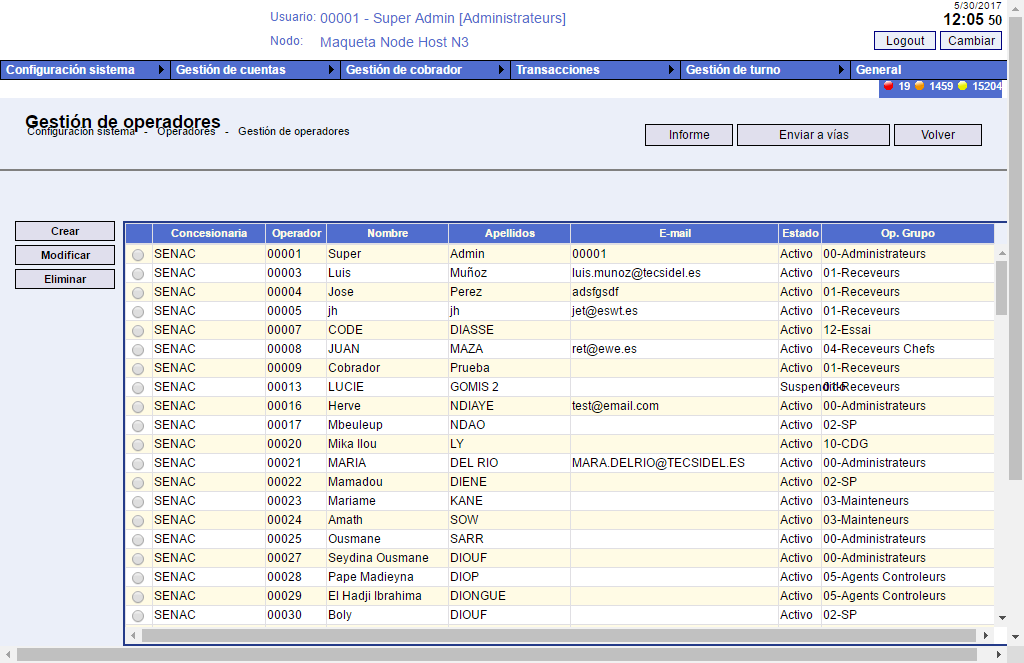 5/30/2017
Usuario: 00001 - Super Admin [Administrateurs]
12:05 50
Nodo: Maqueta Node Host N3
Logout Cambiar
Configuración sistema Gestión de cuentas Gestión de cobrador Transacciones Gestión de turno General
19 1459 15204
Gestión de operadores
Configuración sistema - Operadores - Gestión de operadores
Informe Enviar a vías Volver
Crear
Modificar
Eliminar
Concesionaria Operador Nombre Apellidos E-mail Estado Op. Grupo
SENAC 00001 Super Admin 00001 Activo 00-Administrateurs
SENAC 00003 Luis Muñoz luis.munoz@tecsidel.es Activo 01-Receveurs
SENAC 00004 Jose Perez adsfgsdf Activo 01-Receveurs
SENAC 00005 jh jh jet@eswt.es Activo 01-Receveurs
SENAC 00007 CODE DIASSE Activo 12-Essai
SENAC 00008 JUAN MAZA ret@ewe.es Activo 04-Receveurs Chefs
SENAC 00009 Cobrador Prueba Activo 01-Receveurs
SENAC 00013 LUCIE GOMIS 2 Suspendido 01-Receveurs
SENAC 00016 Herve NDIAYE test@email.com Activo 00-Administrateurs
SENAC 00017 Mbeuleup NDAO Activo 02-SP
SENAC 00020 Mika llou LY Activo 10-CDG
SENAC 00021 MARIA DEL RIO MARA.DELRIO@TECSIDEL.ES Activo 00-Administrateurs
SENAC 00022 Mamadou DIENE Activo 02-SP
SENAC 00023 Mariame KANE Activo 03-Mainteneurs
SENAC 00024 Amath SOW Activo 03-Mainteneurs
SENAC 00025 Ousmane SARR Activo 00-Administrateurs
SENAC 00027 Seydina Ousmane DIOUF Activo 00-Administrateurs
SENAC 00028 Pape Madieyna DIOP Activo 05-Agents Controleurs
SENAC 00029 El Hadji Ibrahima DIONGUE Activo 05-Agents Controleurs
SENAC 00030 Boly DIOUF Activo 02-SP